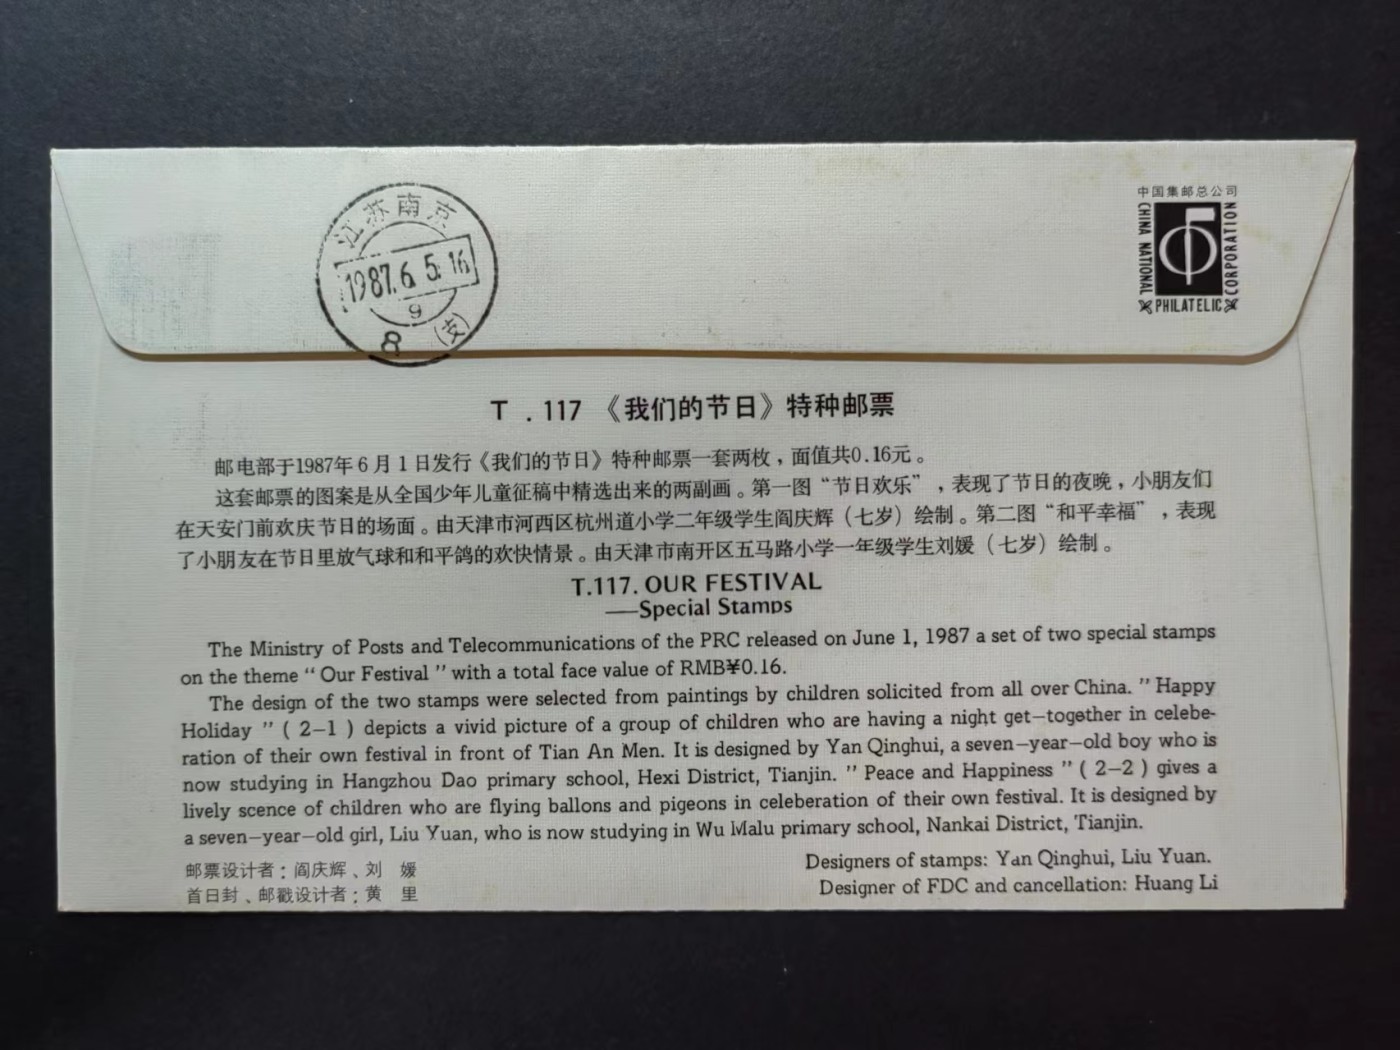 江苏南京
1987.6.5.16
9
8 (支)
中国集邮总公司
CHINA NATIONAL
PHILATELIC
CORPORATION
T．117 《我们的节日》特种邮票
邮电部于1987年6月1日发行《我们的节日》特种邮票一套两枚，面值共0.16元。
这套邮票的图案是从全国少年儿童征稿中精选出来的两副画。第一图“节日欢乐”，表现了节日的夜晚，小朋友们
在天安门前欢庆节日的场面。由天津市河西区杭州道小学二年级学生阎庆辉（七岁）绘制。第二图“和平幸福”，表现
了小朋友在节日里放气球和和平鸽的欢快情景。由天津市南开区五马路小学一年级学生刘媛（七岁）绘制。
T.117. OUR FESTIVAL
—Special Stamps
The Ministry of Posts and Telecommunications of the PRC released on June 1, 1987 a set of two special stamps
on the theme “ Our Festival ” with a total face value of RMB¥0.16.
The design of the two stamps were selected from paintings by children solicited from all over China. ” Happy
Holiday ” ( 2—1 ) depicts a vivid picture of a group of children who are having a night get—together in celebe-
ration of their own festival in front of Tian An Men. It is designed by Yan Qinghui, a seven—year—old boy who is
now studying in Hangzhou Dao primary school, Hexi District, Tianjin. ” Peace and Happiness ” ( 2—2 ) gives a
lively scence of children who are flying ballons and pigeons in celeberation of their own festival. It is designed by
a seven—year—old girl, Liu Yuan, who is now studying in Wu Malu primary school, Nankai District, Tianjin.
邮票设计者：阎庆辉、刘　媛
首日封、邮戳设计者：黄　里
Designers of stamps: Yan Qinghui, Liu Yuan.
Designer of FDC and cancellation: Huang Li